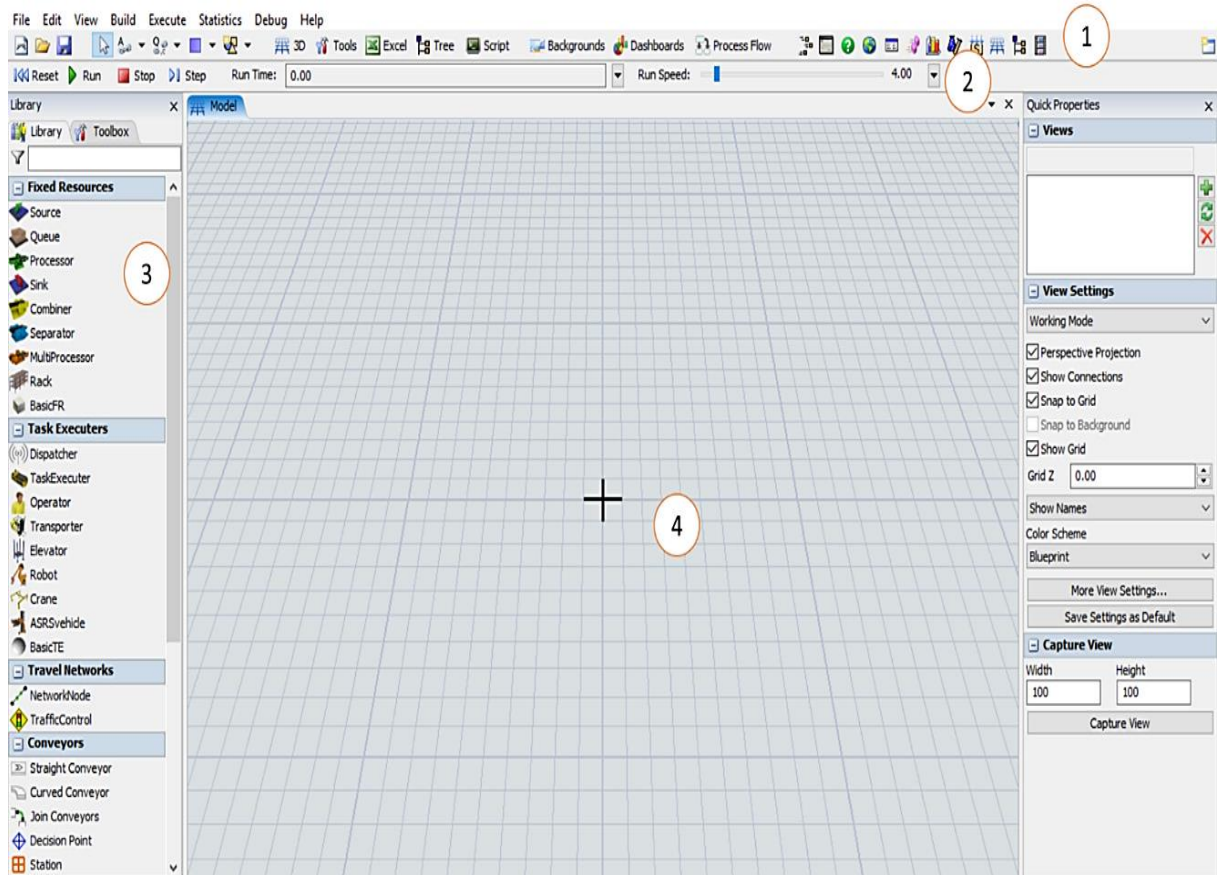 File Edit View Build Execute Statistics Debug Help
3D Tools Excel Tree Script Backgrounds Dashboards Process Flow
1
Reset Run Stop Step Run Time: 0.00 Run Speed: 4.00
2
Library
Library Toolbox
Fixed Resources
Source
Queue
Processor
Sink
Combiner
Separator
MultiProcessor
Rack
BasicFR
3
Task Executers
Dispatcher
TaskExecuter
Operator
Transporter
Elevator
Robot
Crane
ASRSvehicle
BasicTE
Travel Networks
NetworkNode
TrafficControl
Conveyors
Straight Conveyor
Curved Conveyor
Join Conveyors
Decision Point
Station
Model
4
Quick Properties
Views
View Settings
Working Mode
Perspective Projection
Show Connections
Snap to Grid
Snap to Background
Show Grid
Grid Z 0.00
Show Names
Color Scheme
Blueprint
More View Settings...
Save Settings as Default
Capture View
Width Height
100 100
Capture View